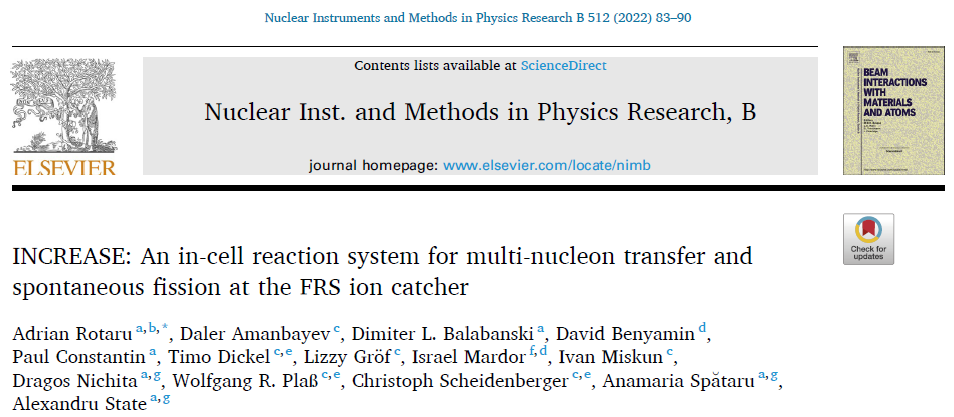 Nuclear Instruments and Methods in Physics Research B 512 (2022) 83–90
Contents lists available at ScienceDirect
Nuclear Inst. and Methods in Physics Research, B
journal homepage: www.elsevier.com/locate/nimb
ELSEVIER
BEAM
INTERACTIONS
WITH
MATERIALS
AND ATOMS
Check for
updates
INCREASE: An in-cell reaction system for multi-nucleon transfer and
spontaneous fission at the FRS ion catcher
Adrian Rotaru a,b,*, Daler Amanbayev c, Dimiter L. Balabanski a, David Benyamin d,
Paul Constantin a, Timo Dickel c,e, Lizzy Gröf c, Israel Mardor f,d, Ivan Miskun c,
Dragos Nichita a,g, Wolfgang R. Plaß c,e, Christoph Scheidenberger c,e, Anamaria Spătaru a,g,
Alexandru State a,g